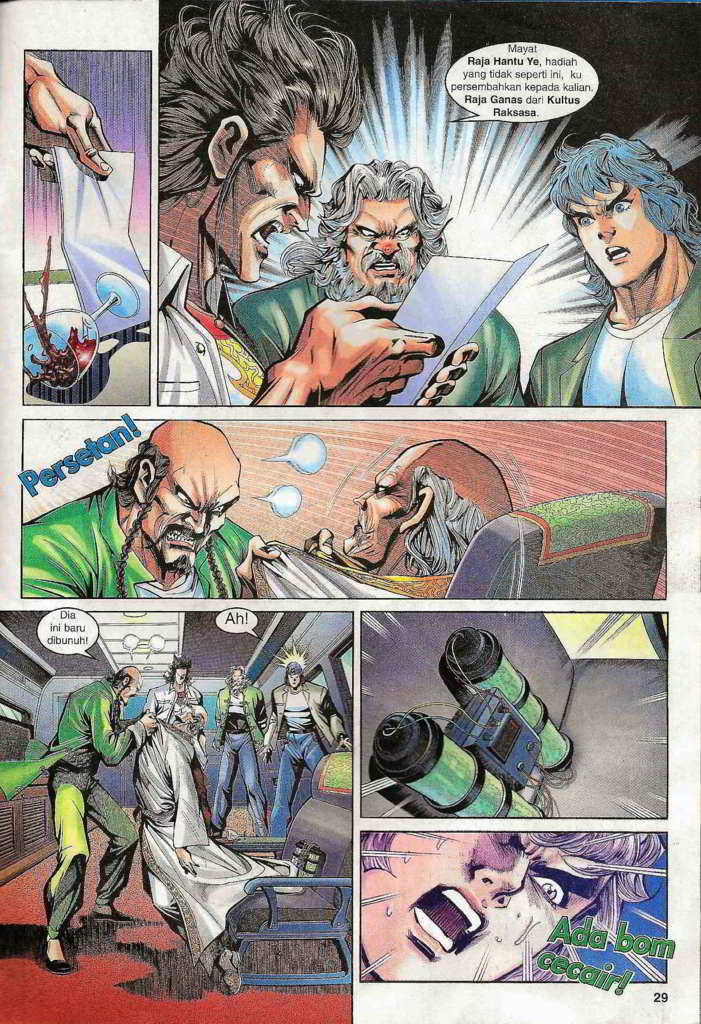 Mayat
Raja Hantu Ye, hadiah
yang tidak seperti ini, ku
persembahkan kepada kalian.
Raja Ganas dari Kultus
Raksasa.
Persetan!
Dia
ini baru
dibunuh!
Ah!
Ada bom
cecair!
29